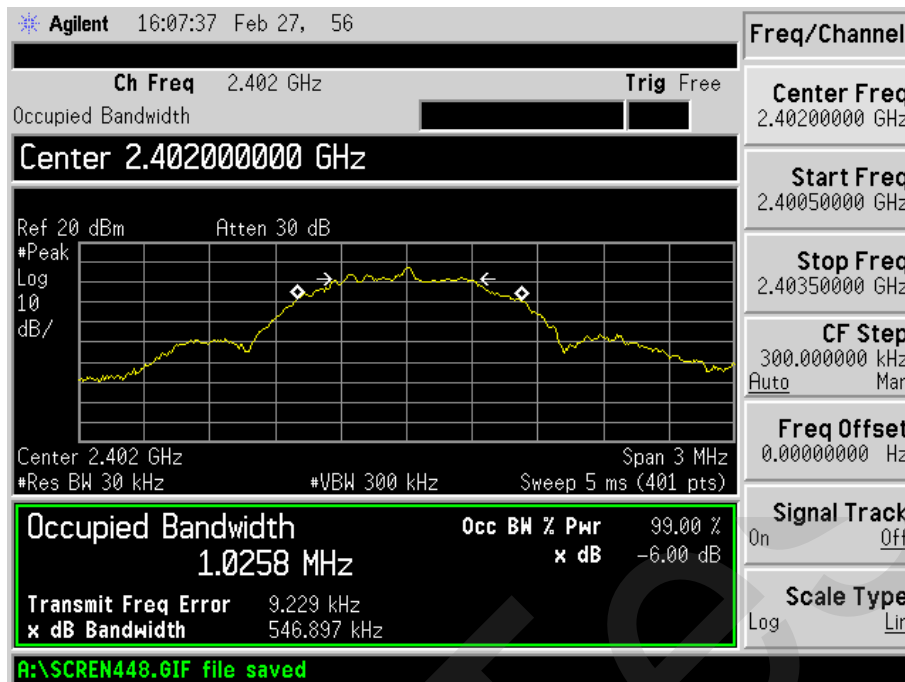 Agilent 16:07:37 Feb 27, 56
Ch Freq 2.402 GHz Trig Free
Occupied Bandwidth
Center 2.402000000 GHz
Ref 20 dBm Atten 30 dB
#Peak
Log
10
dB/
Center 2.402 GHz Span 3 MHz
#Res BW 30 kHz #VBW 300 kHz Sweep 5 ms (401 pts)
Occupied Bandwidth Occ BW % Pwr 99.00 %
1.0258 MHz x dB -6.00 dB
Transmit Freq Error 9.229 kHz
x dB Bandwidth 546.897 kHz
A:\SCREN448.GIF file saved
Freq/Channel
Center Freq
2.40200000 GHz
Start Freq
2.40050000 GHz
Stop Freq
2.40350000 GHz
CF Step
300.000000 kHz
Auto Man
Freq Offset
0.00000000 Hz
Signal Track
On Off
Scale Type
Log Lin